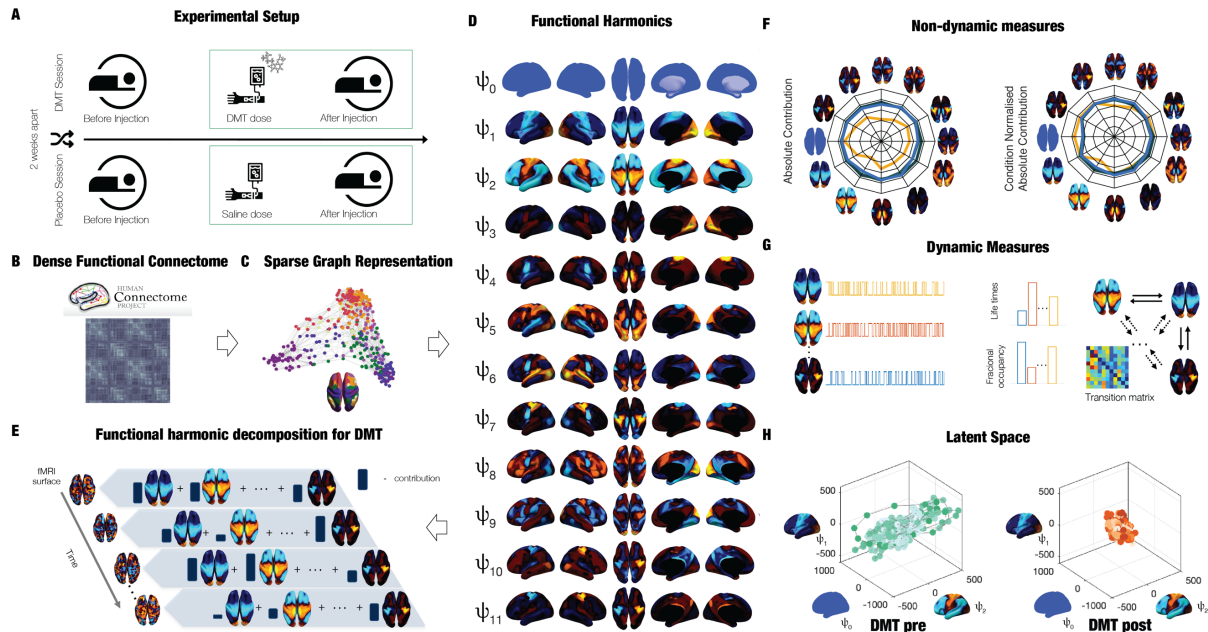 A
Experimental Setup
2 weeks apart
DMT Session
Placebo Session
Before Injection
DMT dose
After Injection
Before Injection
Saline dose
After Injection
B
Dense Functional Connectome
HUMAN
Connectome
PROJECT
C
Sparse Graph Representation
D
Functional Harmonics
Ψ0
Ψ1
Ψ2
Ψ3
Ψ4
Ψ5
Ψ6
Ψ7
Ψ8
Ψ9
Ψ10
Ψ11
E
Functional harmonic decomposition for DMT
fMRI
surface
Time
+ + ··· +
- contribution
+ + ··· +
+ + ··· +
+ + ··· +
F
Non-dynamic measures
Absolute Contribution
Condition Normalised
Absolute Contribution
G
Dynamic Measures
Life times
Fracional
occupancy
Transition matrix
H
Latent Space
500
0
-500
Ψ1
1000
0
-1000
-500
0
500
Ψ0
Ψ2
DMT pre
500
0
-500
Ψ1
1000
0
-1000
-500
0
500
Ψ0
Ψ2
DMT post